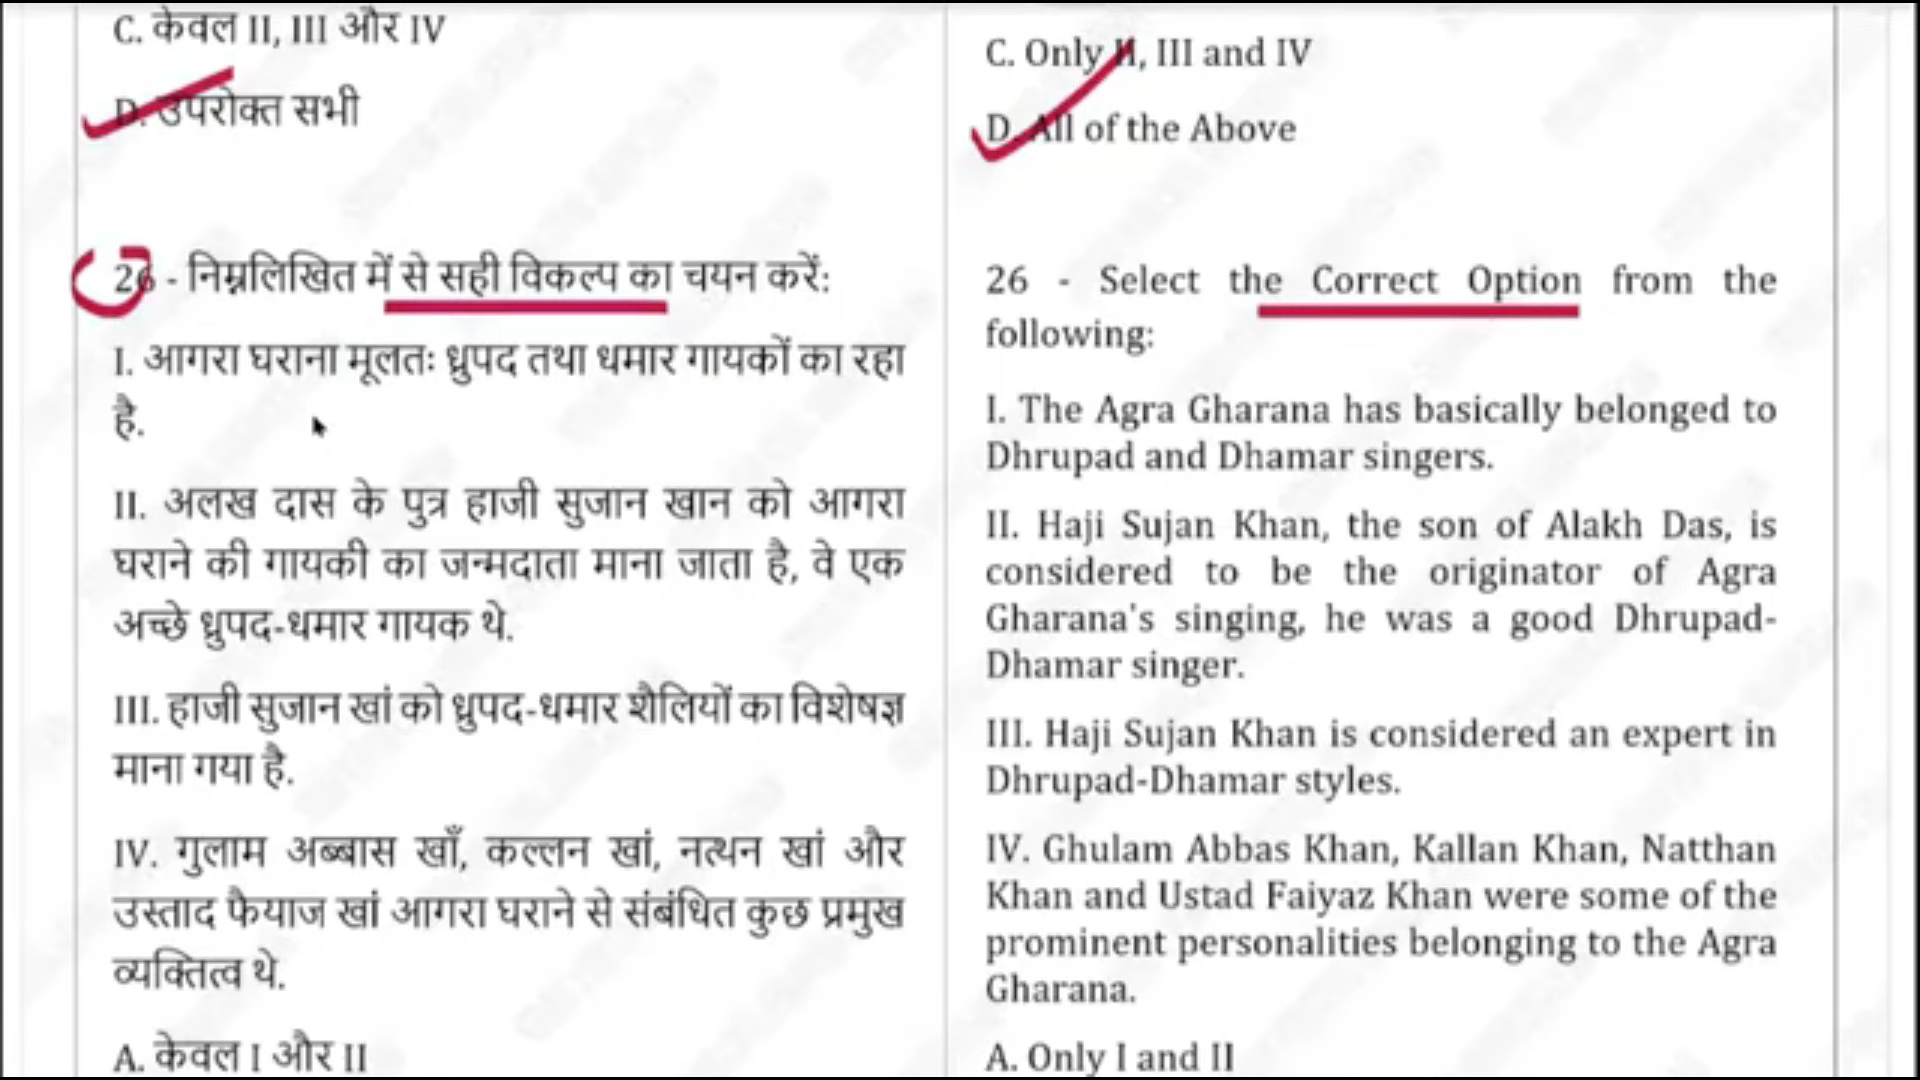 C. केवल II, III और IV
D. उपरोक्त सभी
26 - निम्नलिखित में से सही विकल्प का चयन करें:
I. आगरा घराना मूलतः ध्रुपद तथा धमार गायकों का रहा
है.
II. अलख दास के पुत्र हाजी सुजान खान को आगरा
घराने की गायकी का जन्मदाता माना जाता है, वे एक
अच्छे ध्रुपद-धमार गायक थे.
III. हाजी सुजान खां को ध्रुपद-धमार शैलियों का विशेषज्ञ
माना गया है.
IV. गुलाम अब्बास खाँ, कल्लन खां, नत्थन खां और
उस्ताद फैयाज खां आगरा घराने से संबंधित कुछ प्रमुख
व्यक्तित्व थे.
A. केवल I और II
C. Only II, III and IV
D. All of the Above
26 - Select the Correct Option from the
following:
I. The Agra Gharana has basically belonged to
Dhrupad and Dhamar singers.
II. Haji Sujan Khan, the son of Alakh Das, is
considered to be the originator of Agra
Gharana's singing, he was a good Dhrupad-
Dhamar singer.
III. Haji Sujan Khan is considered an expert in
Dhrupad-Dhamar styles.
IV. Ghulam Abbas Khan, Kallan Khan, Natthan
Khan and Ustad Faiyaz Khan were some of the
prominent personalities belonging to the Agra
Gharana.
A. Only I and II